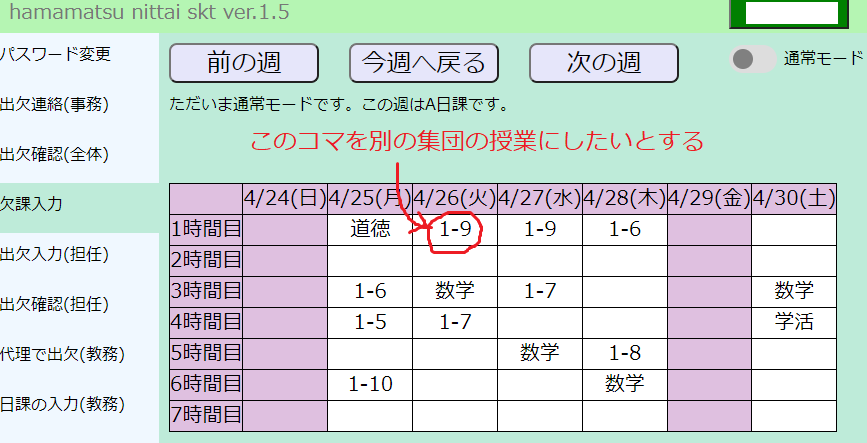 hamamatsu nittai skt ver.1.5
パスワード変更
出欠連絡(事務)
出欠確認(全体)
欠課入力
出欠入力(担任)
出欠確認(担任)
代理で出欠(教務)
日課の入力(教務)
前の週 今週へ戻る 次の週 通常モード
ただいま通常モードです。この週はA日課です。
このコマを別の集団の授業にしたいとする
4/24(日) 4/25(月) 4/26(火) 4/27(水) 4/28(木) 4/29(金) 4/30(土)
1時間目 道徳 1-9 1-9 1-6
2時間目
3時間目 1-6 数学 1-7 数学
4時間目 1-5 1-7 学活
5時間目 数学 1-8
6時間目 1-10 数学
7時間目